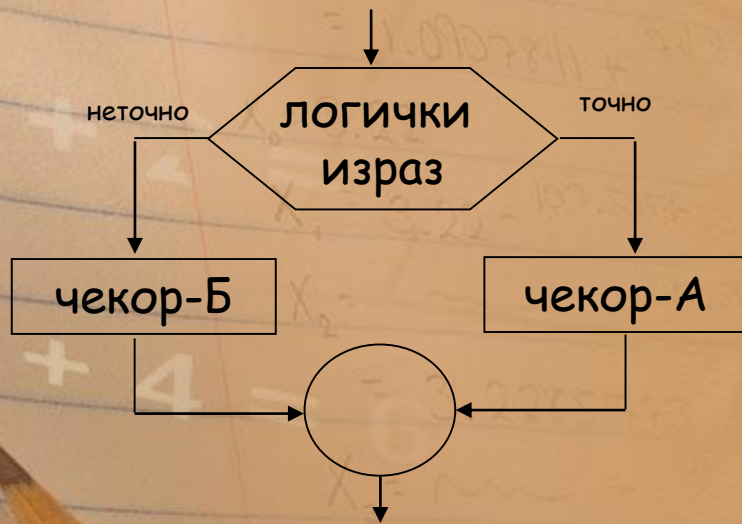 неточно
логички
израз
точно
чекор-Б
чекор-А